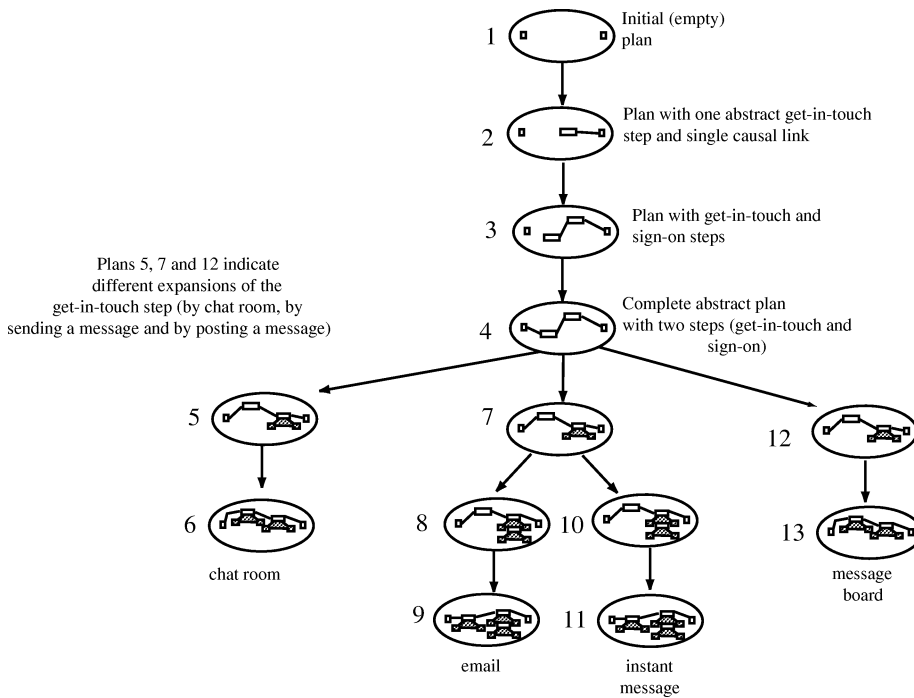 1
Initial (empty)
plan
2
Plan with one abstract get-in-touch
step and single causal link
3
Plan with get-in-touch and
sign-on steps
Plans 5, 7 and 12 indicate
different expansions of the
get-in-touch step (by chat room, by
sending a message and by posting a message)
4
Complete abstract plan
with two steps (get-in-touch and
sign-on)
5
7
12
6
8
10
13
chat room
message
board
9
11
email
instant
message